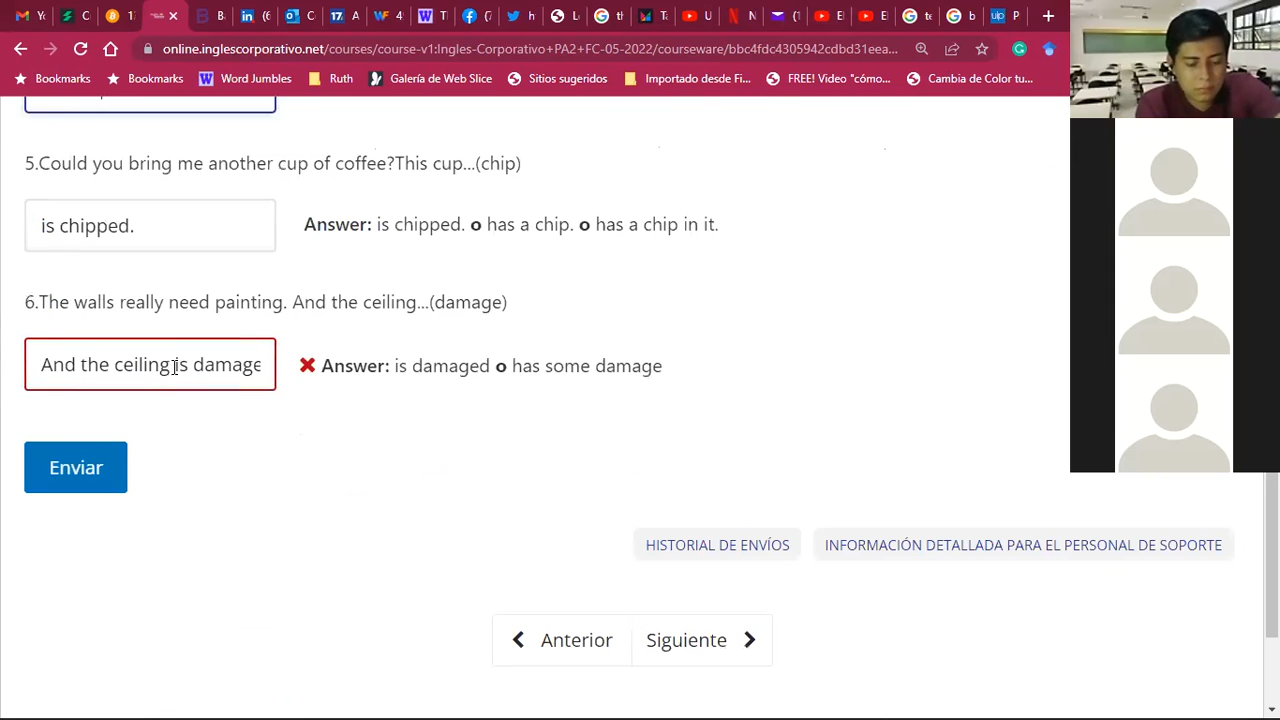 online.inglescorporativo.net/courses/course-v1:Ingles-Corporativo+PA2+FC-05-2022/courseware/bbc4fdc4305942cdbd31eea...
Bookmarks Bookmarks Word Jumbles Ruth Galería de Web Slice Sitios sugeridos Importado desde Fi... FREE! Video "cómo... Cambia de Color tu...
5.Could you bring me another cup of coffee?This cup...(chip)
is chipped. Answer: is chipped. o has a chip. o has a chip in it.
6.The walls really need painting. And the ceiling...(damage)
And the ceiling is damage Answer: is damaged o has some damage
Enviar
HISTORIAL DE ENVÍOS INFORMACIÓN DETALLADA PARA EL PERSONAL DE SOPORTE
Anterior Siguiente